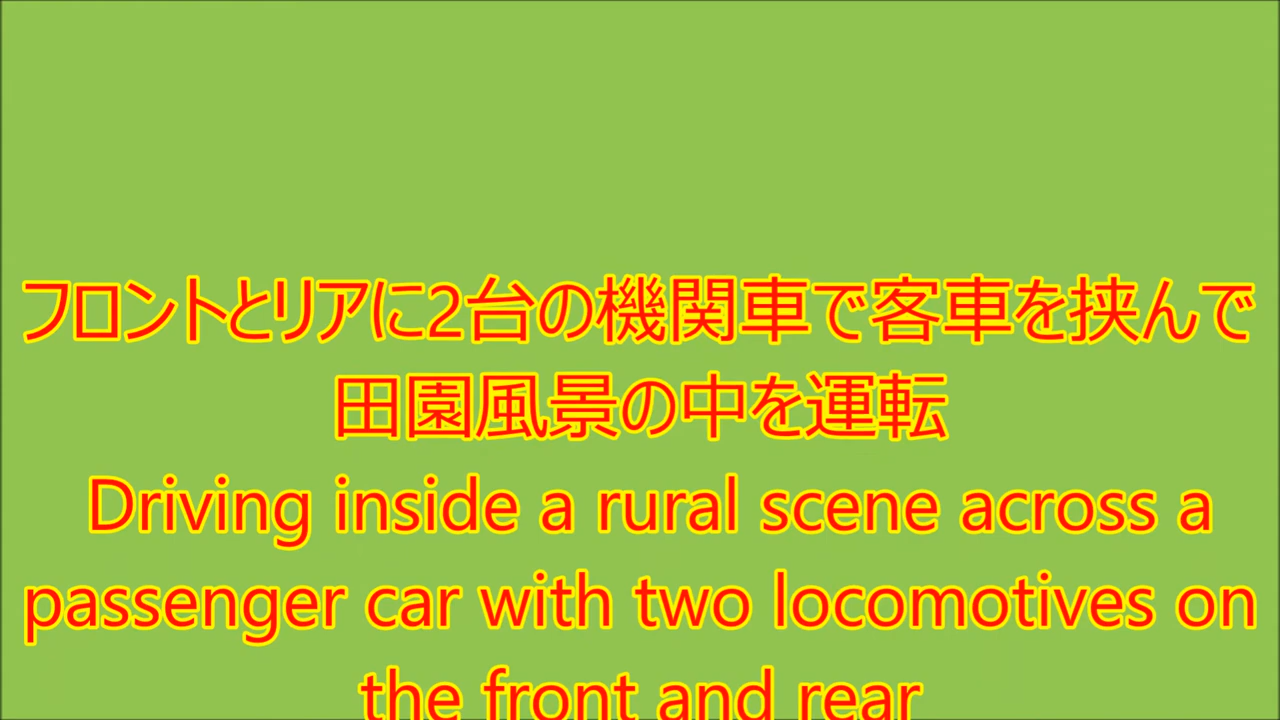 フロントとリアに2台の機関車で客車を挟んで
田園風景の中を運転
Driving inside a rural scene across a
passenger car with two locomotives on
the front and rear